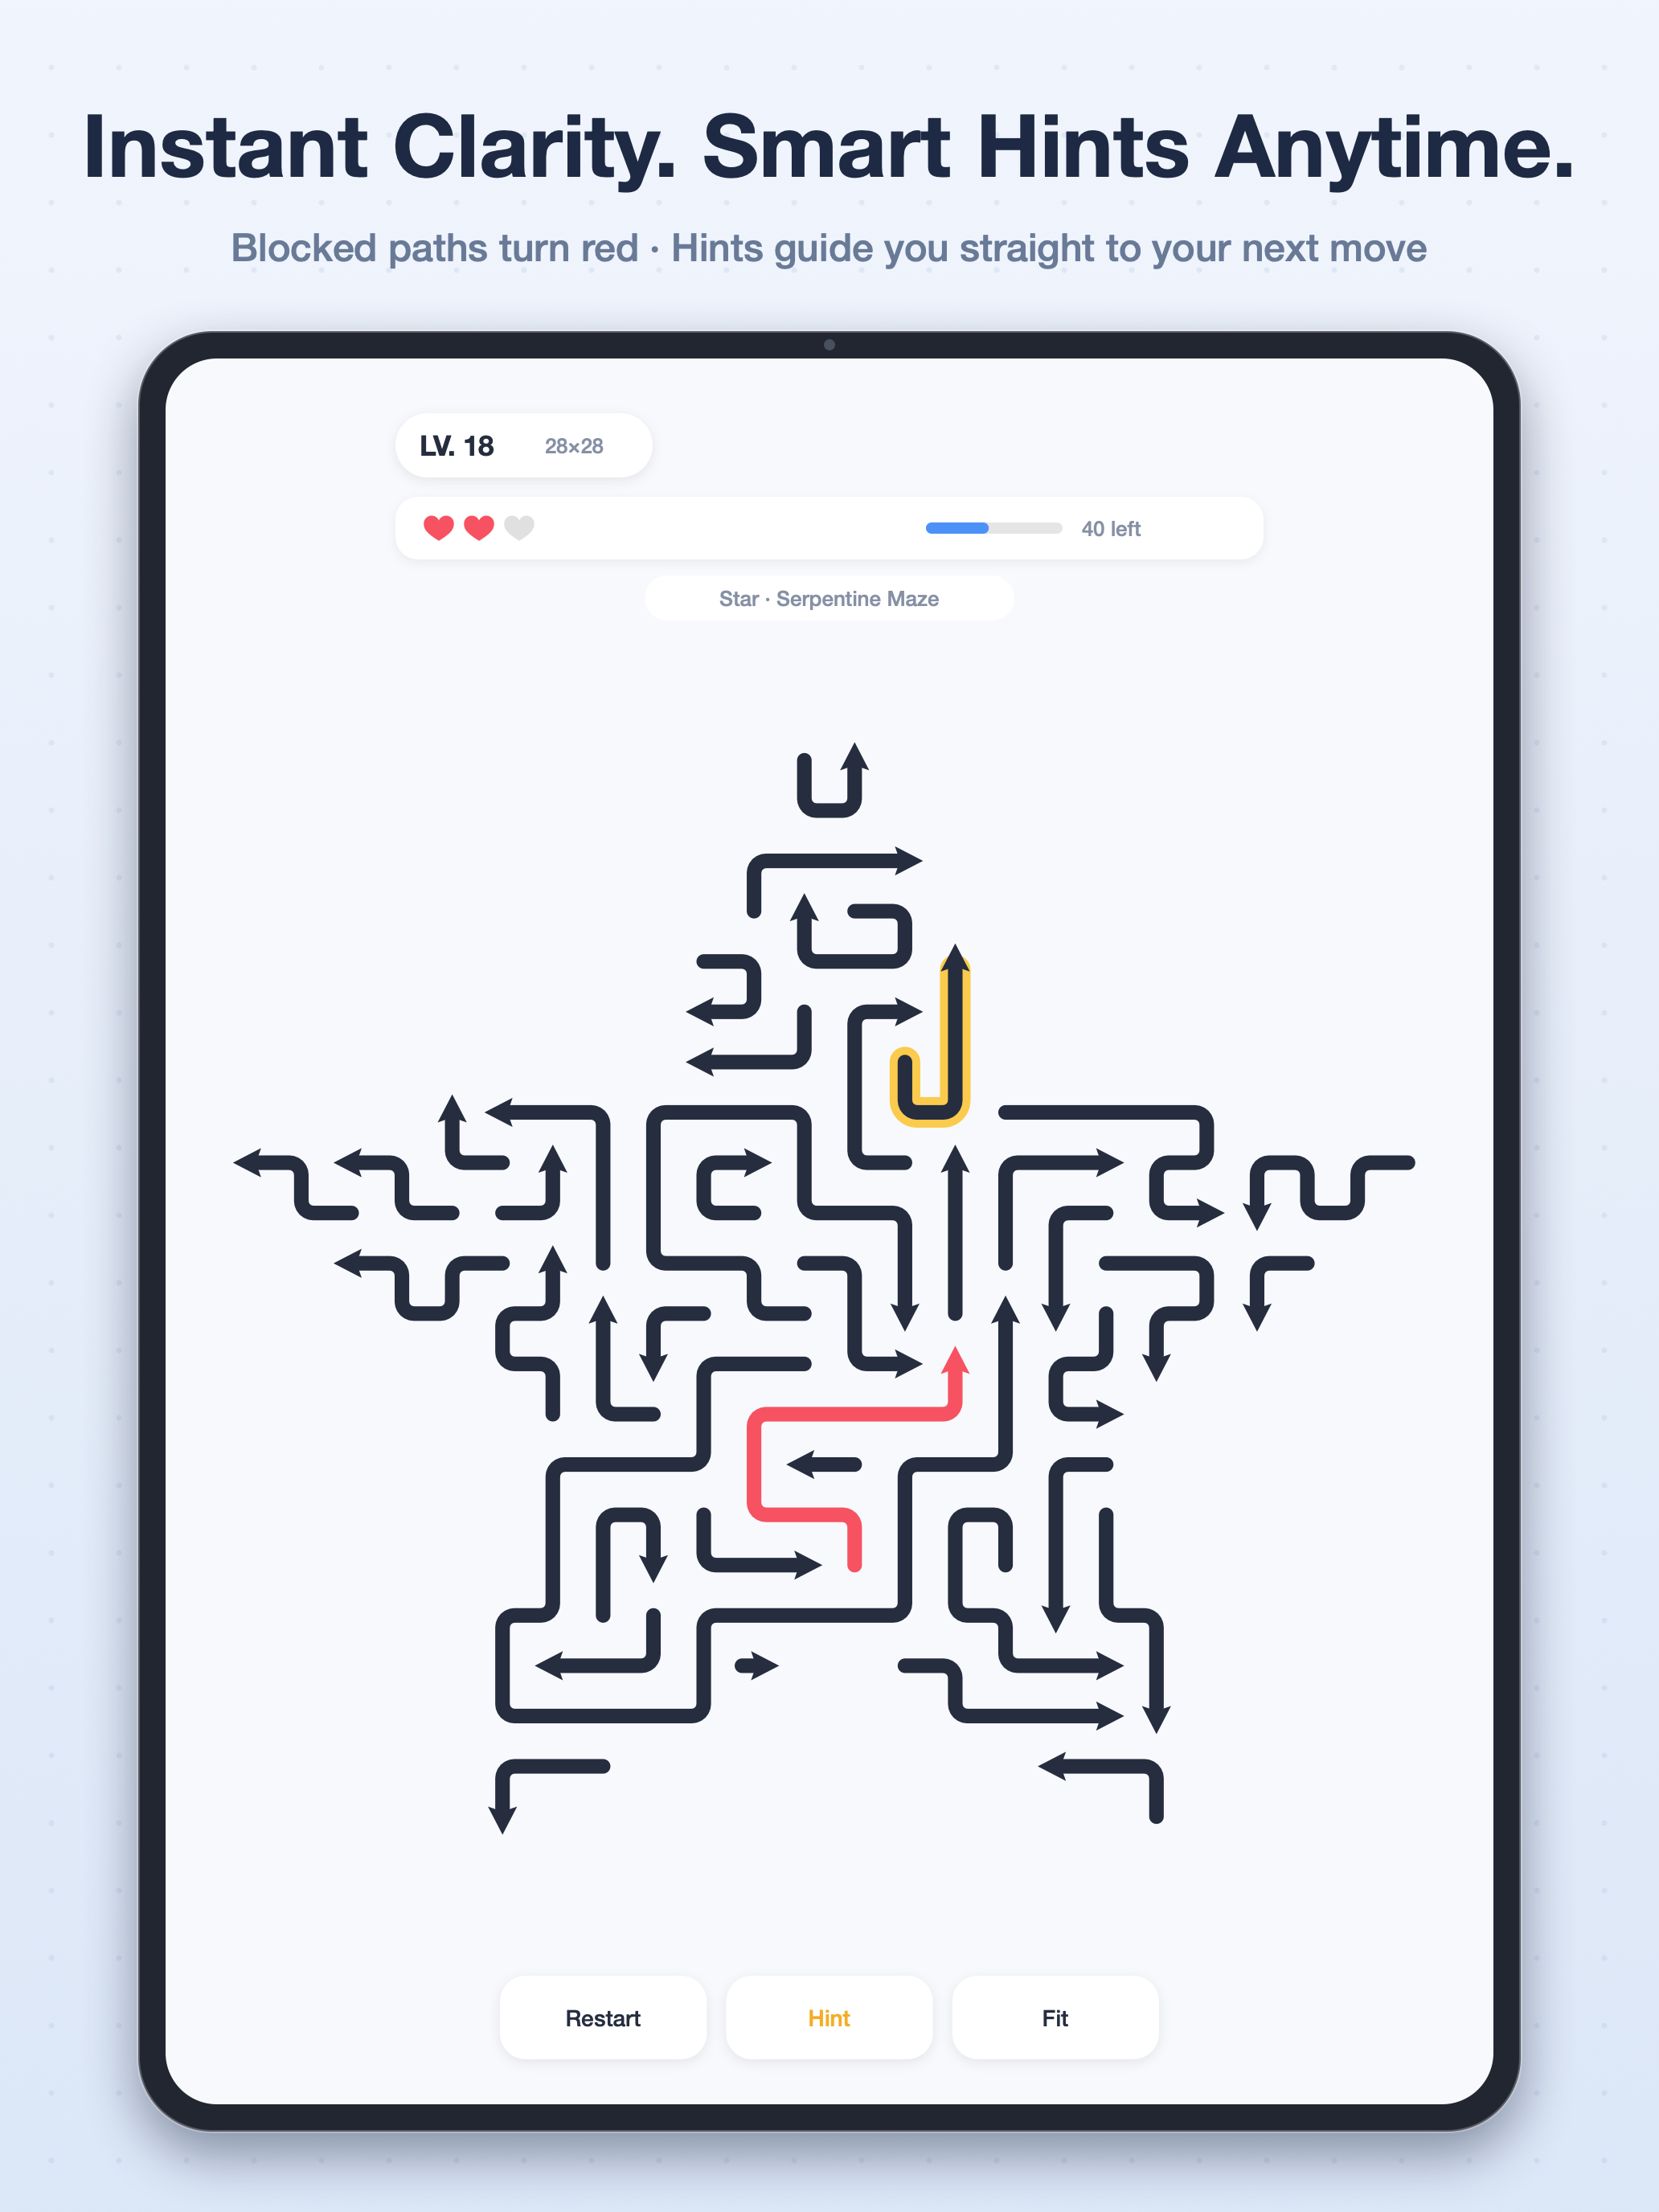 Instant Clarity. Smart Hints Anytime.
Blocked paths turn red · Hints guide you straight to your next move
LV. 18 28×28
40 left
Star · Serpentine Maze
Restart Hint Fit